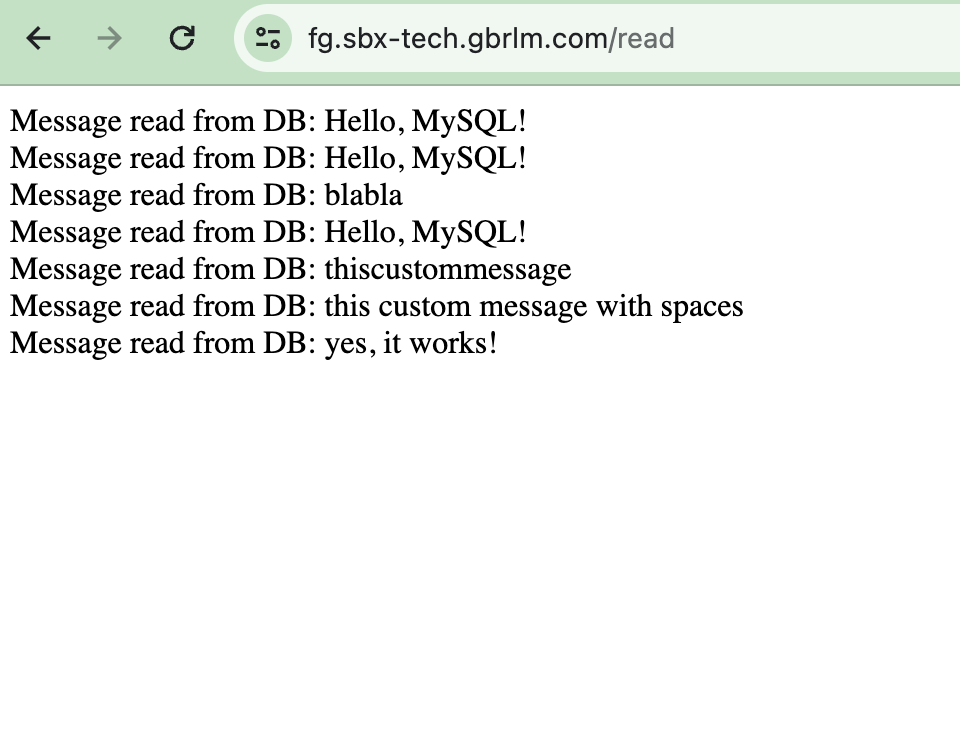 fg.sbx-tech.gbrlm.com/read
Message read from DB: Hello, MySQL!
Message read from DB: Hello, MySQL!
Message read from DB: blabla
Message read from DB: Hello, MySQL!
Message read from DB: thiscustommessage
Message read from DB: this custom message with spaces
Message read from DB: yes, it works!